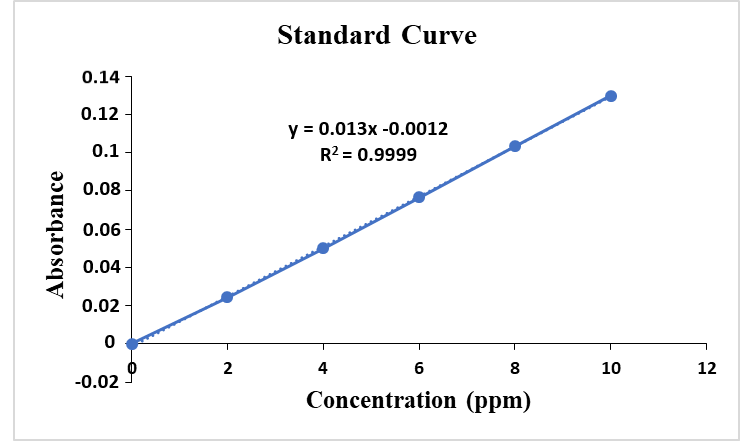 Standard Curve
0.14
0.12
0.1
0.08
0.06
0.04
0.02
0
-0.02
y = 0.013x -0.0012
R² = 0.9999
Absorbance
0 2 4 6 8 10 12
Concentration (ppm)